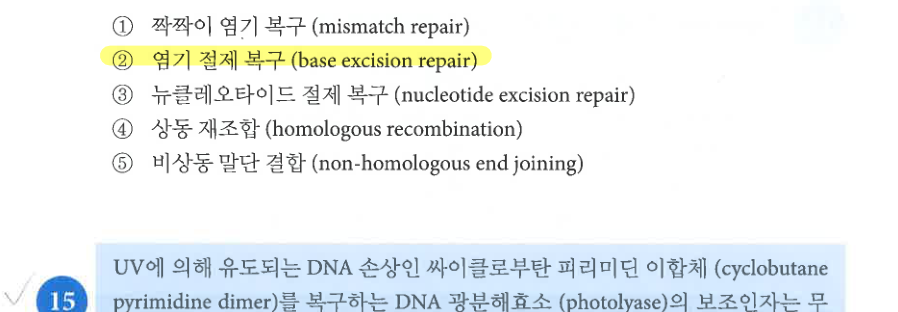 ① 짝짝이 염기 복구 (mismatch repair)
② 염기 절제 복구 (base excision repair)
③ 뉴클레오타이드 절제 복구 (nucleotide excision repair)
④ 상동 재조합 (homologous recombination)
⑤ 비상동 말단 결합 (non-homologous end joining)
UV에 의해 유도되는 DNA 손상인 싸이클로부탄 피리미딘 이합체 (cyclobutane
15 pyrimidine dimer)를 복구하는 DNA 광분해효소 (photolyase)의 보조인자는 무